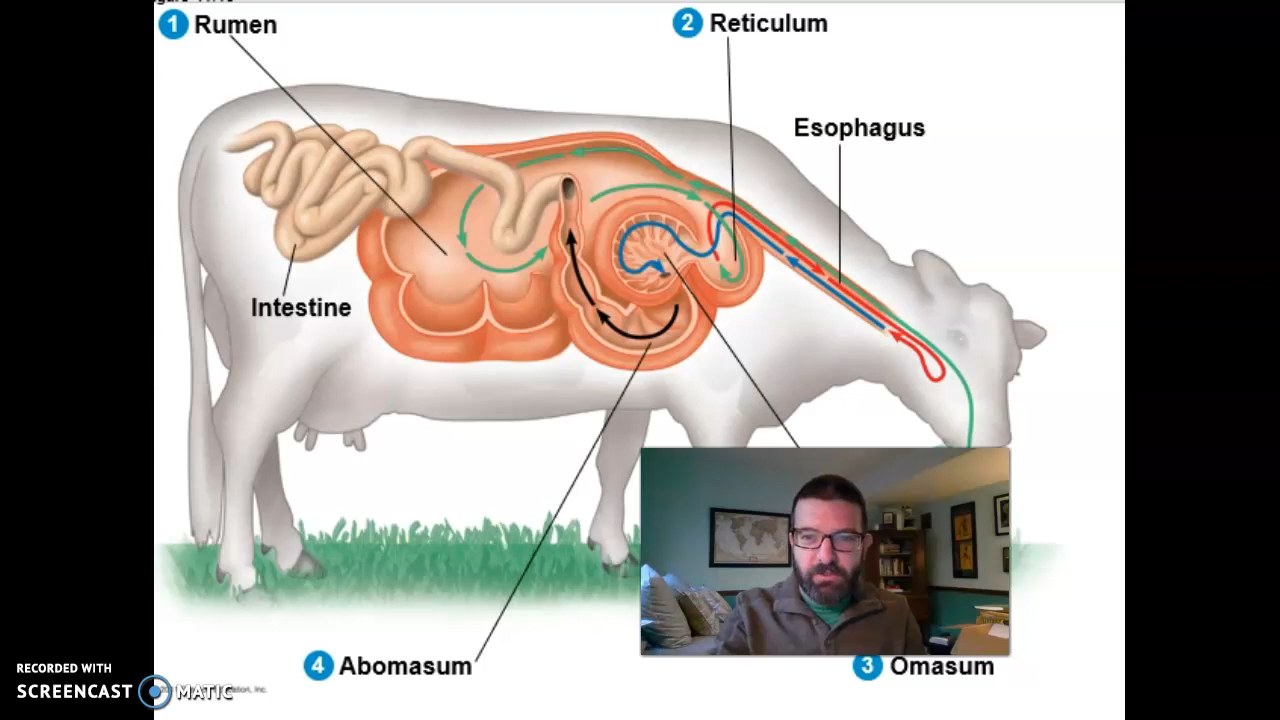 1 Rumen
2 Reticulum
Esophagus
Intestine
4 Abomasum
3 Omasum
RECORDED WITH
SCREENCAST MATIC